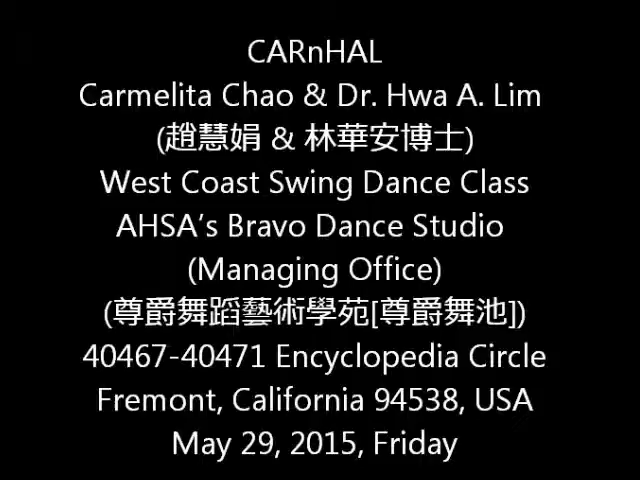 CARnHAL
Carmelita Chao & Dr. Hwa A. Lim
(趙慧娟 & 林華安博士)
West Coast Swing Dance Class
AHSA’s Bravo Dance Studio
(Managing Office)
(尊爵舞蹈藝術學苑[尊爵舞池])
40467-40471 Encyclopedia Circle
Fremont, California 94538, USA
May 29, 2015, Friday